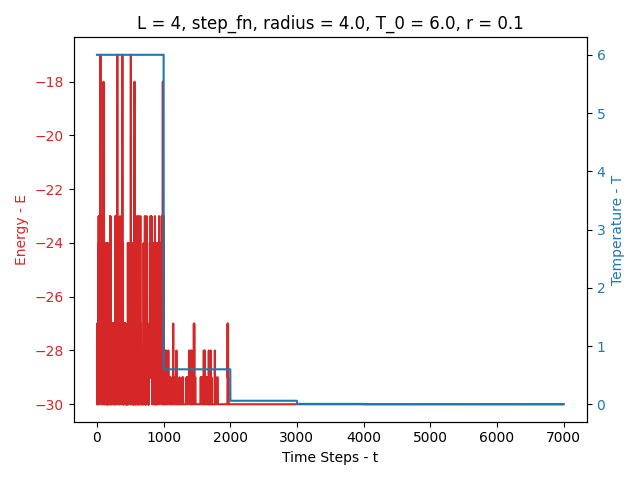 L = 4, step_fn, radius = 4.0, T_0 = 6.0, r = 0.1
−18
−20
−22
−24
−26
−28
−30
Energy - E
6
5
4
3
2
1
0
Temperature - T
0 1000 2000 3000 4000 5000 6000 7000
Time Steps - t